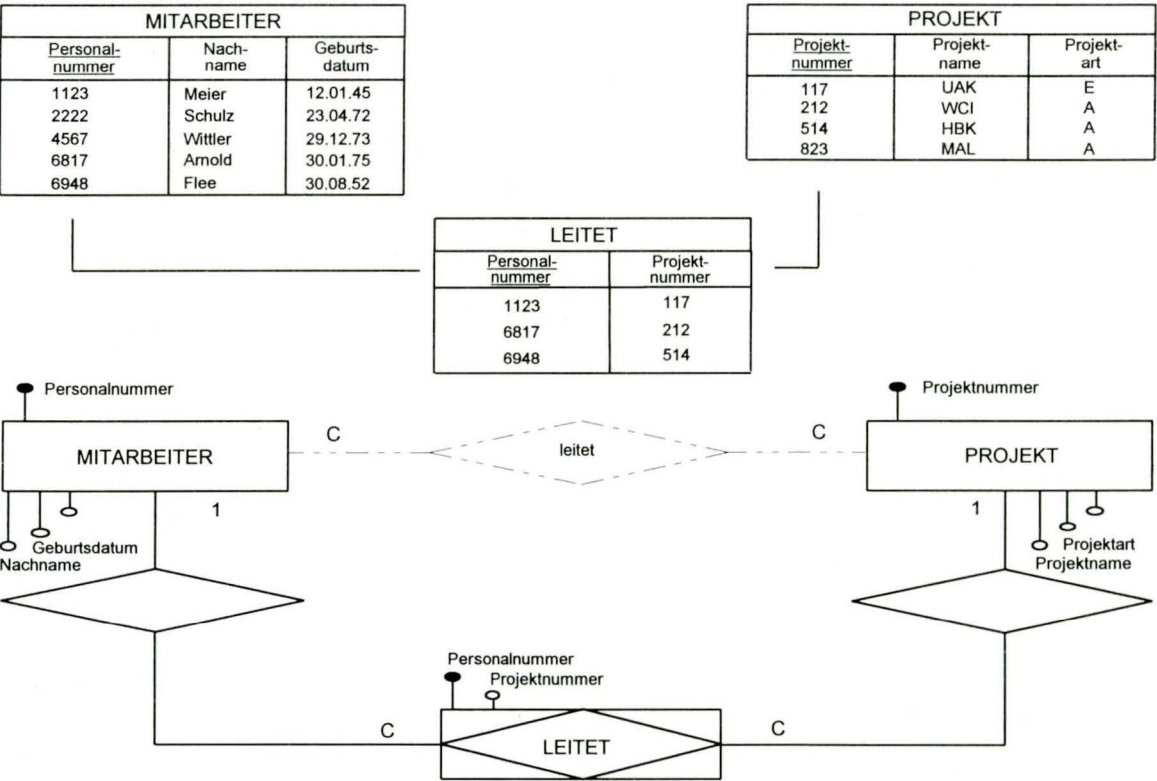 MITARBEITER
Personal-
nummer
Nach-
name
Geburts-
datum
1123 Meier 12.01.45
2222 Schulz 23.04.72
4567 Wittler 29.12.73
6817 Arnold 30.01.75
6948 Flee 30.08.52
PROJEKT
Projekt-
nummer
Projekt-
name
Projekt-
art
117 UAK E
212 WCI A
514 HBK A
823 MAL A
LEITET
Personal-
nummer
Projekt-
nummer
1123 117
6817 212
6948 514
Personalnummer
MITARBEITER
C
leitet
C
Projektnummer
PROJEKT
1
Geburtsdatum
Nachname
1
Projektart
Projektname
Personalnummer
Projektnummer
C
LEITET
C